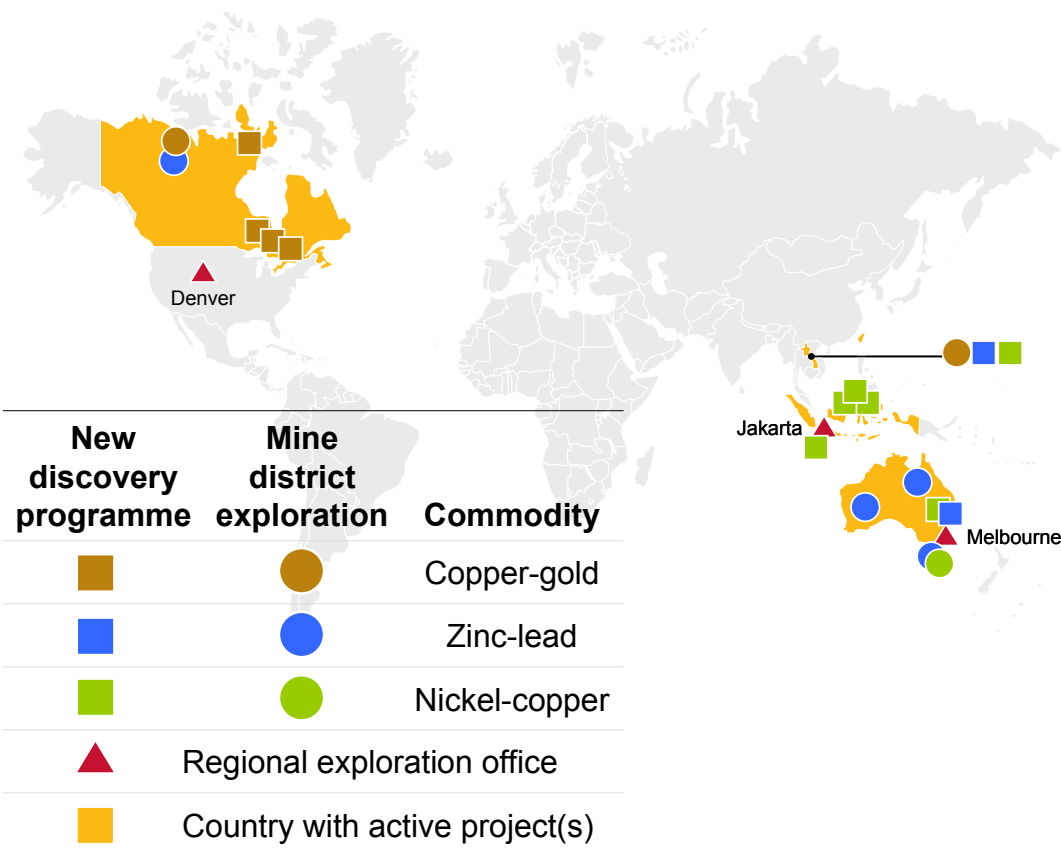 Denver
Jakarta
Melbourne
New discovery programme
Mine district exploration
Commodity
Copper-gold
Zinc-lead
Nickel-copper
Regional exploration office
Country with active project(s)